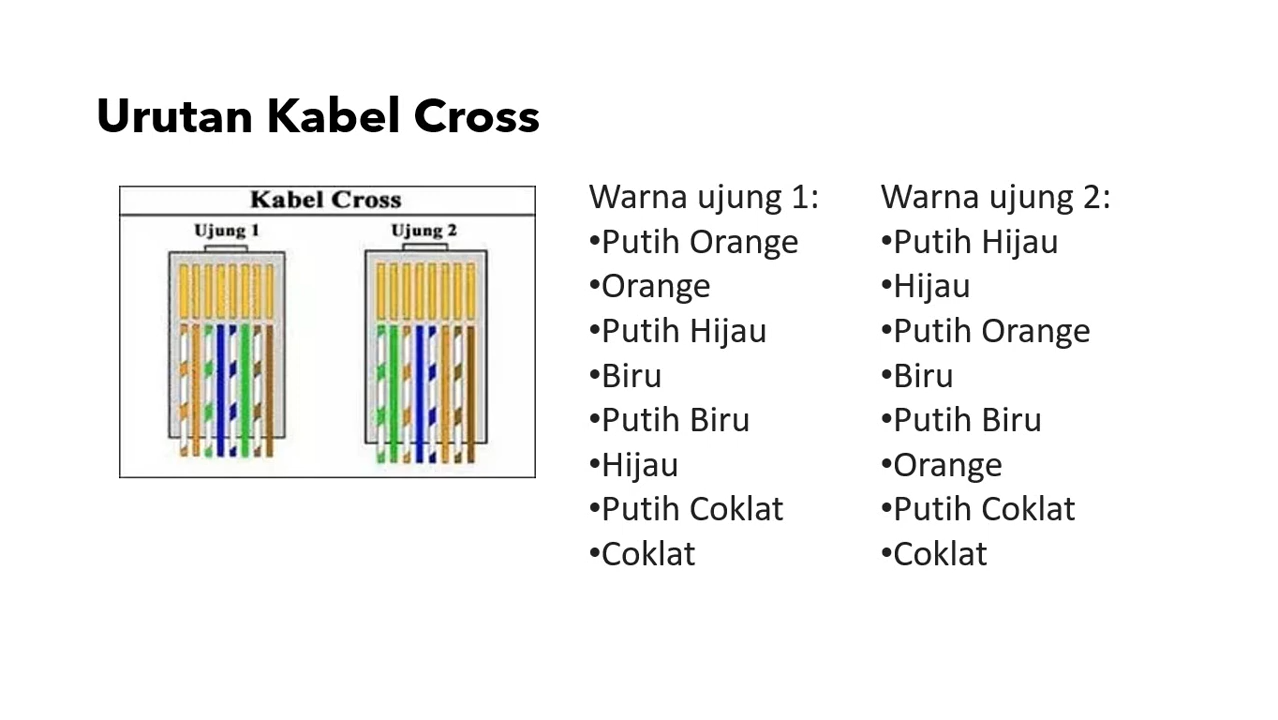 Urutan Kabel Cross
Kabel Cross
Ujung 1
Ujung 2
Warna ujung 1:
•Putih Orange
•Orange
•Putih Hijau
•Biru
•Putih Biru
•Hijau
•Putih Coklat
•Coklat
Warna ujung 2:
•Putih Hijau
•Hijau
•Putih Orange
•Biru
•Putih Biru
•Orange
•Putih Coklat
•Coklat